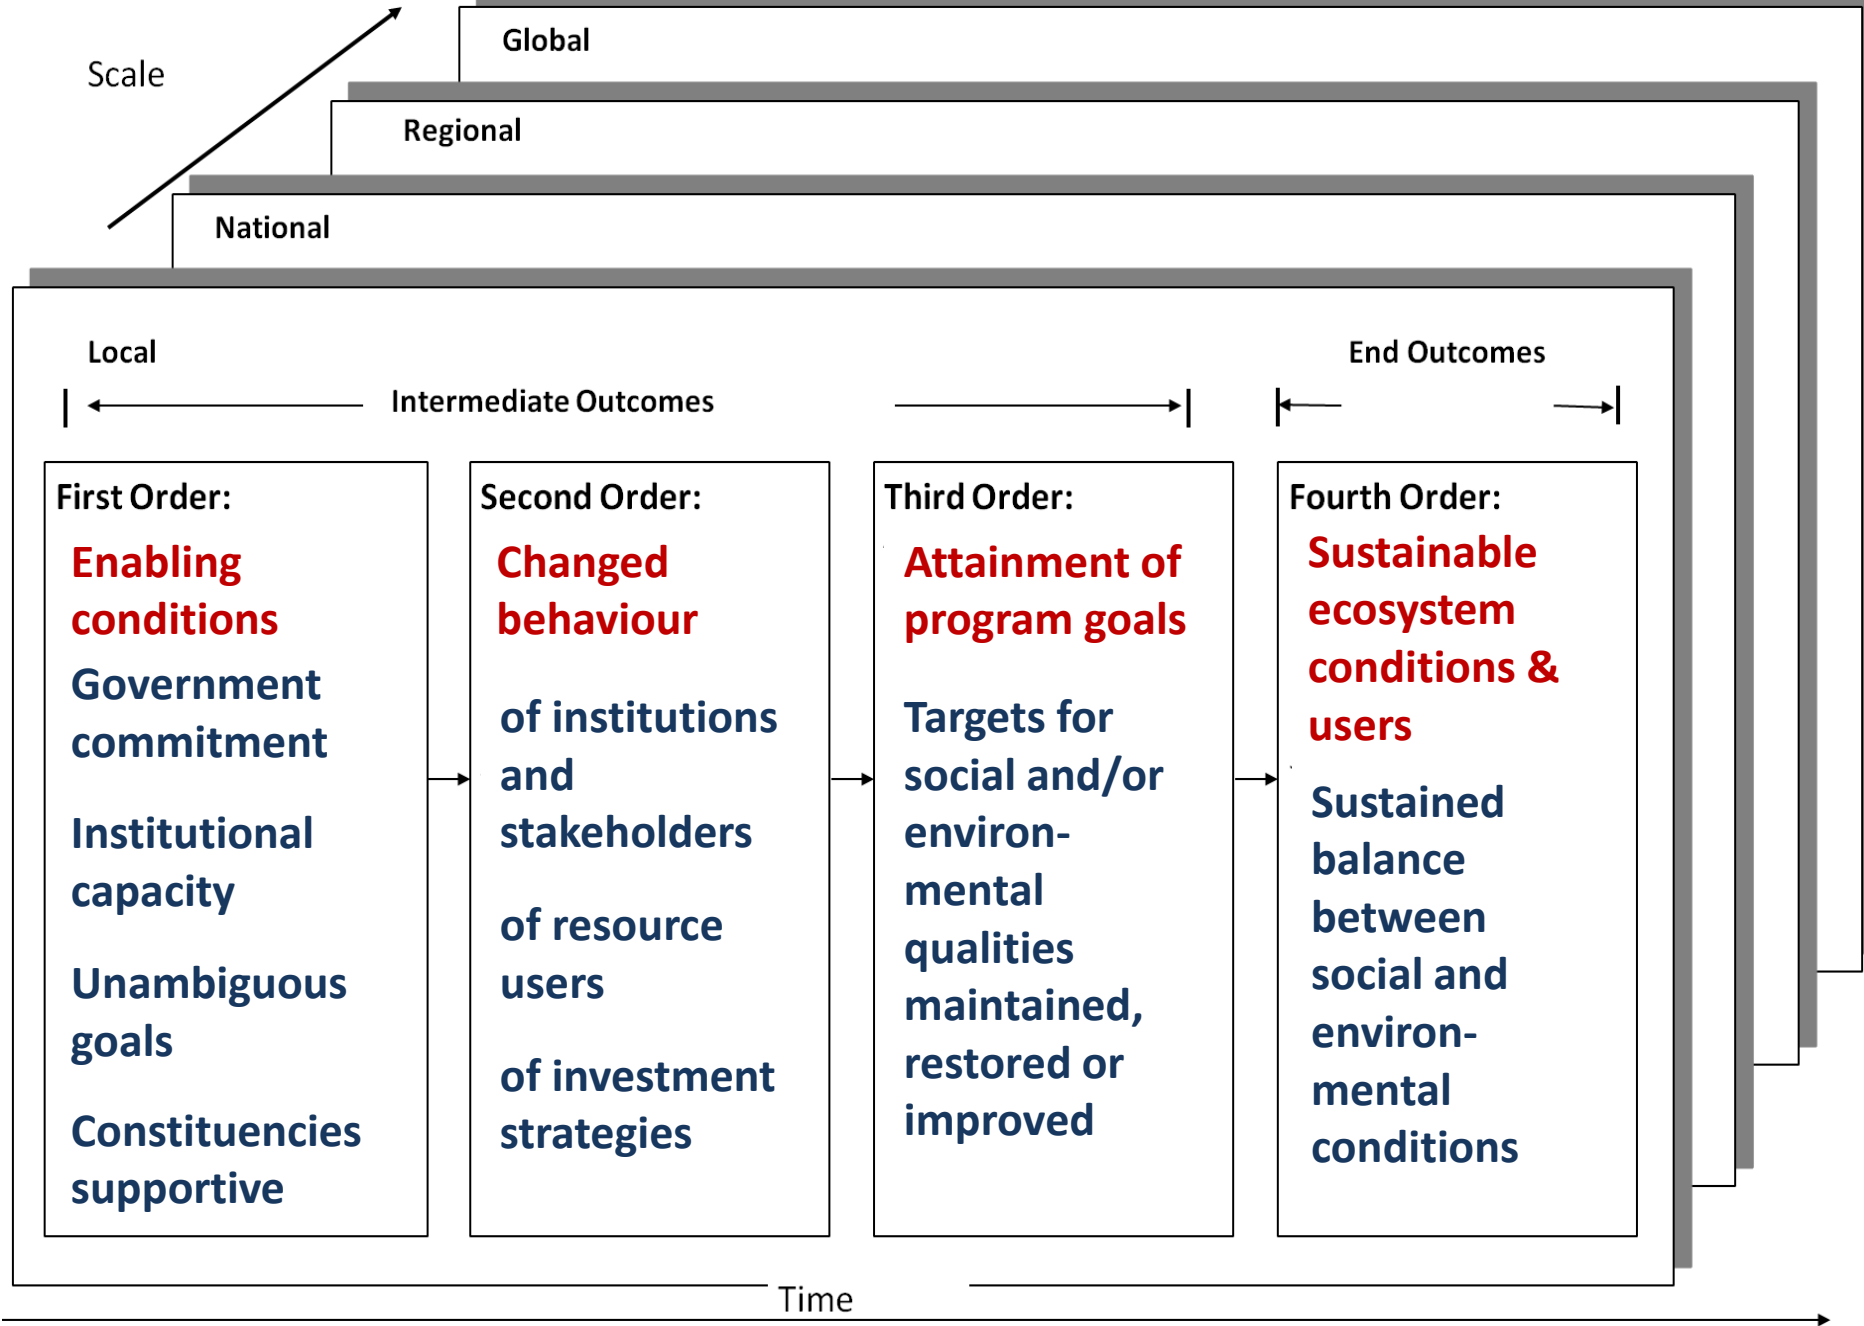 Scale
Global
Regional
National
Local
End Outcomes
Intermediate Outcomes
First Order:
Enabling
conditions
Government
commitment
Institutional
capacity
Unambiguous
goals
Constituencies
supportive
Second Order:
Changed
behaviour
of institutions
and
stakeholders
of resource
users
of investment
strategies
Third Order:
Attainment of
program goals
Targets for
social and/or
environ-
mental
qualities
maintained,
restored or
improved
Fourth Order:
Sustainable
ecosystem
conditions &
users
Sustained
balance
between
social and
environ-
mental
conditions
Time